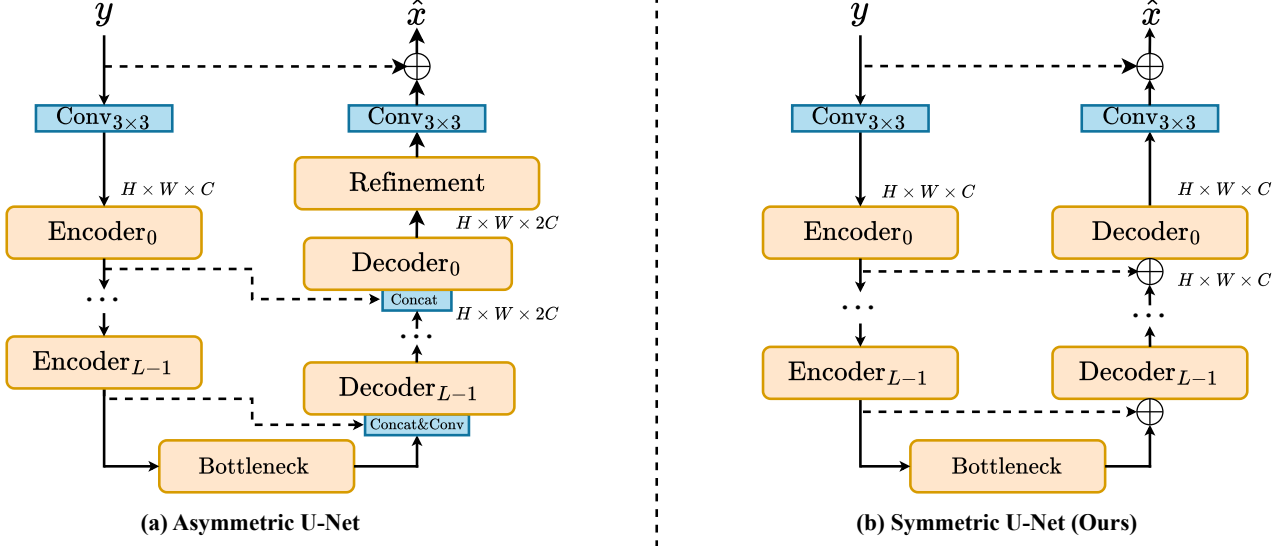 y
x̂
Conv3×3
Conv3×3
Refinement
H × W × C
H × W × 2C
Encoder0
Decoder0
Concat
H × W × 2C
···
···
Encoder_{L−1}
Decoder_{L−1}
Concat&Conv
Bottleneck
(a) Asymmetric U-Net
y
x̂
Conv3×3
Conv3×3
H × W × C
H × W × C
Encoder0
Decoder0
H × W × C
···
···
Encoder_{L−1}
Decoder_{L−1}
Bottleneck
(b) Symmetric U-Net (Ours)